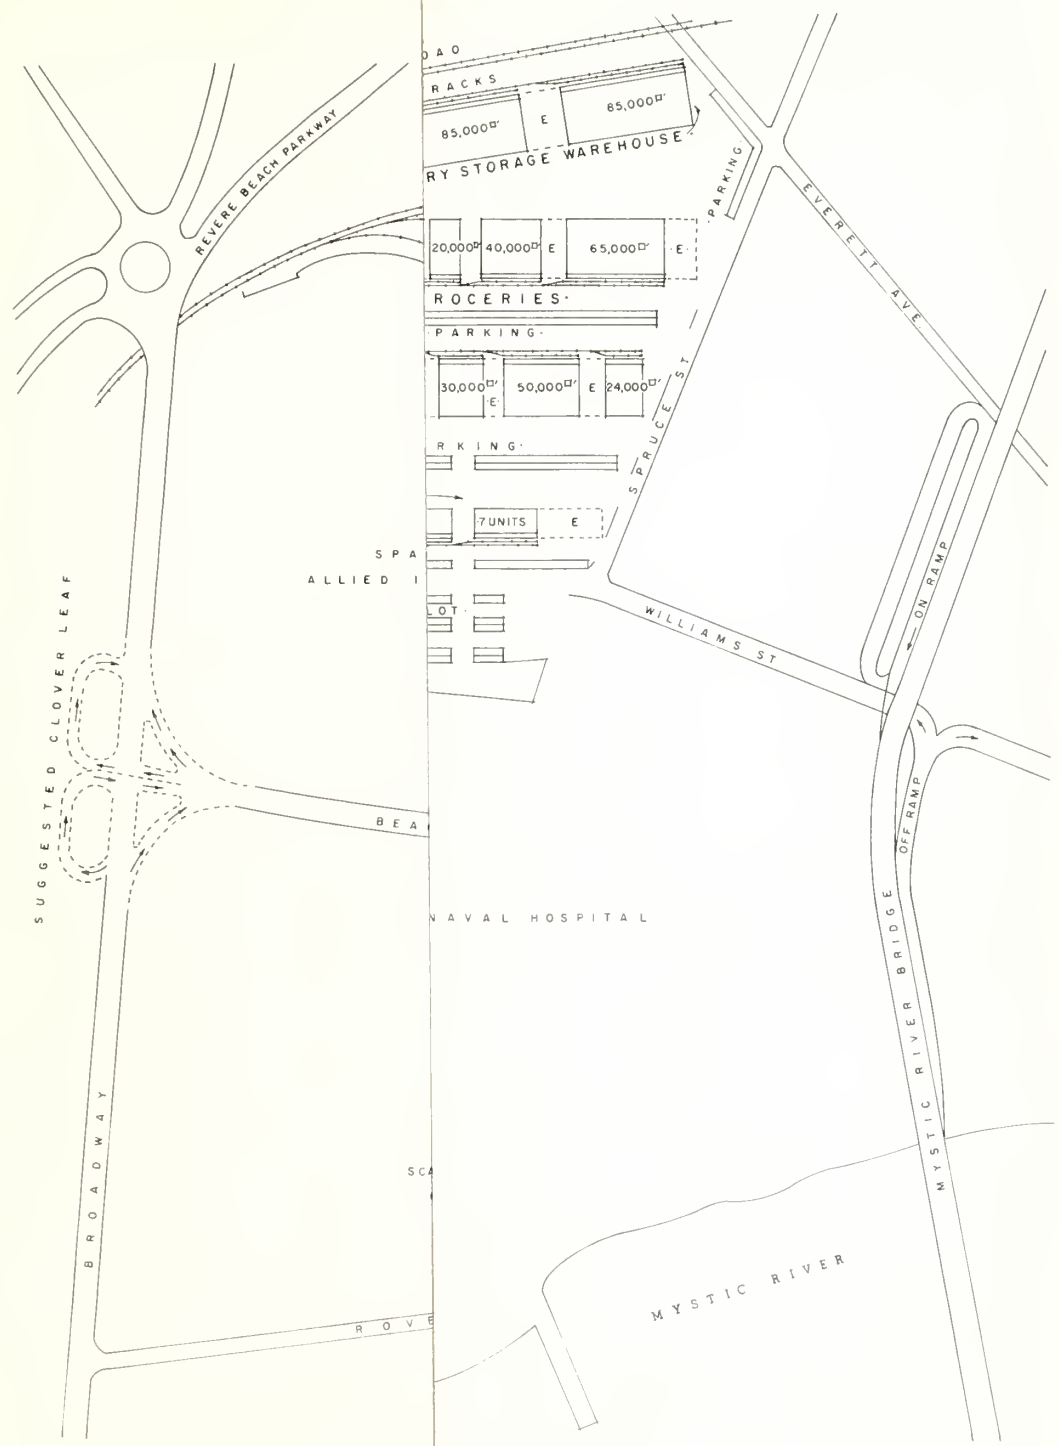 OAO
RACKS
85,000□'
E
85,000□'
RY STORAGE WAREHOUSE
·PARKING·
REVERE BEACH PARKWAY
EVERETT AVE.
20,000□'
40,000□'
E
65,000□'
·E·
ROCERIES·
·PARKING·
30,000□'
·E·
50,000□'
E
24,000□'
SPRUCE ST
RKING·
·7 UNITS
E
SPA
ALLIED I
LOT·
WILLIAMS ST
ON RAMP
OFF RAMP
SUGGESTED CLOVER LEAF
BEA
NAVAL HOSPITAL
MYSTIC RIVER BRIDGE
BROADWAY
SCA
MYSTIC RIVER
ROVE